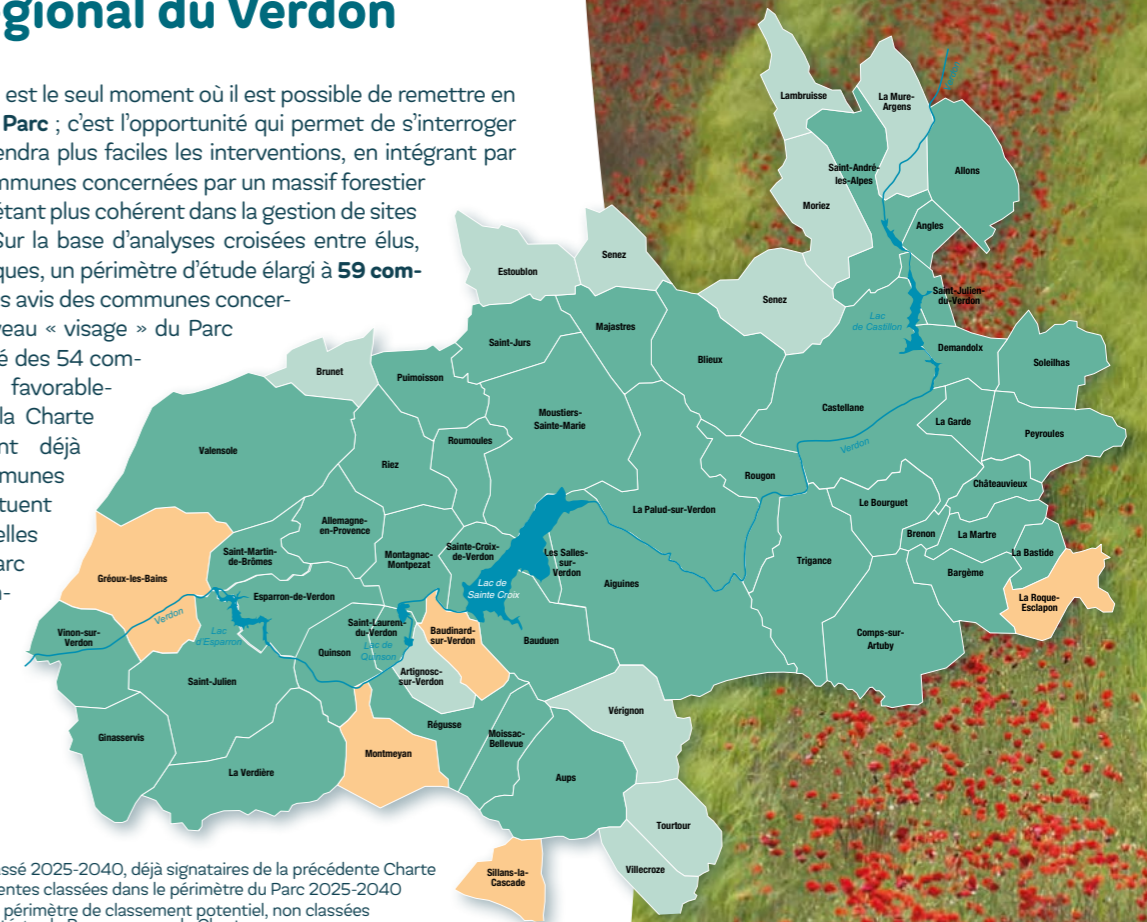 égional du Verdon
est le seul moment où il est possible de remettre en
Parc ; c’est l’opportunité qui permet de s’interroger
endra plus faciles les interventions, en intégrant par
mmunes concernées par un massif forestier
étant plus cohérent dans la gestion de sites
Sur la base d’analyses croisées entre élus,
ques, un périmètre d’étude élargi à 59 com-
s avis des communes concer-
veau « visage » du Parc
é des 54 com-
favorable-
la Charte
nt déjà
munes
tuent
elles
arc
n-
Lambruisse
La Mure-
Argens
Saint-André-
les-Alpes
Allons
Moriez
Angles
Senez
Estoublon
Senez
Saint-Julien-
du-Verdon
Lac
de Castillon
Majastres
Saint-Jurs
Blieux
Demandolx
Soleilhas
Brunet
Puimoisson
Castellane
Moustiers-
Sainte-Marie
La Garde
Peyroules
Roumoules
Valensole
Verdon
Riez
Rougon
Châteauvieux
Le Bourguet
La Palud-sur-Verdon
Allemagne-
en-Provence
Brenon
La Martre
Sainte-Croix-
de-Verdon
Les Salles-
sur-
Verdon
La Bastide
Saint-Martin-
de-Brômes
Montagnac-
Montpezat
Trigance
Bargème
Gréoux-les-Bains
Aiguines
Lac de
Sainte Croix
Esparron-de-Verdon
La Roque-
Esclapon
Verdon
Saint-Laurent-
du-Verdon
Lac
d’Esparron
Vinon-sur-
Verdon
Baudinard-
sur-Verdon
Bauduen
Comps-sur-
Artuby
Quinson
Lac de
Quinson
Artignosc-
sur-Verdon
Saint-Julien
Vérignon
Régusse
Moissac-
Bellevue
Ginasservis
Montmeyan
La Verdière
Aups
Tourtour
Villecroze
Sillans-la-
Cascade
ssé 2025-2040, déjà signataires de la précédente Charte
entes classées dans le périmètre du Parc 2025-2040
périmètre de classement potentiel, non classées